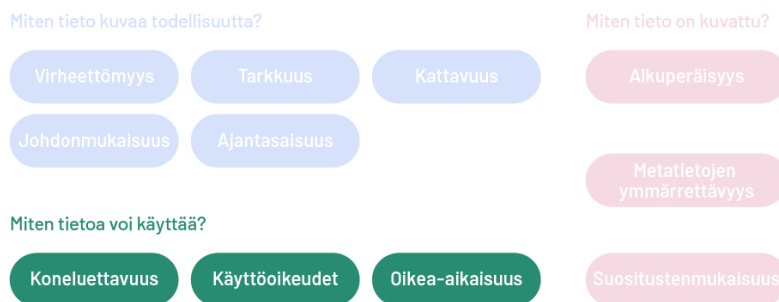 Miten tieto kuvaa todellisuutta?
Virheettömyys
Tarkkuus
Kattavuus
Johdonmukaisuus
Ajantasaisuus
Miten tietoa voi käyttää?
Koneluettavuus
Käyttöoikeudet
Oikea-aikaisuus
Miten tieto on kuvattu?
Alkuperäisyys
Metatietojen
ymmärrettävyys
Suositustenmukaisuus